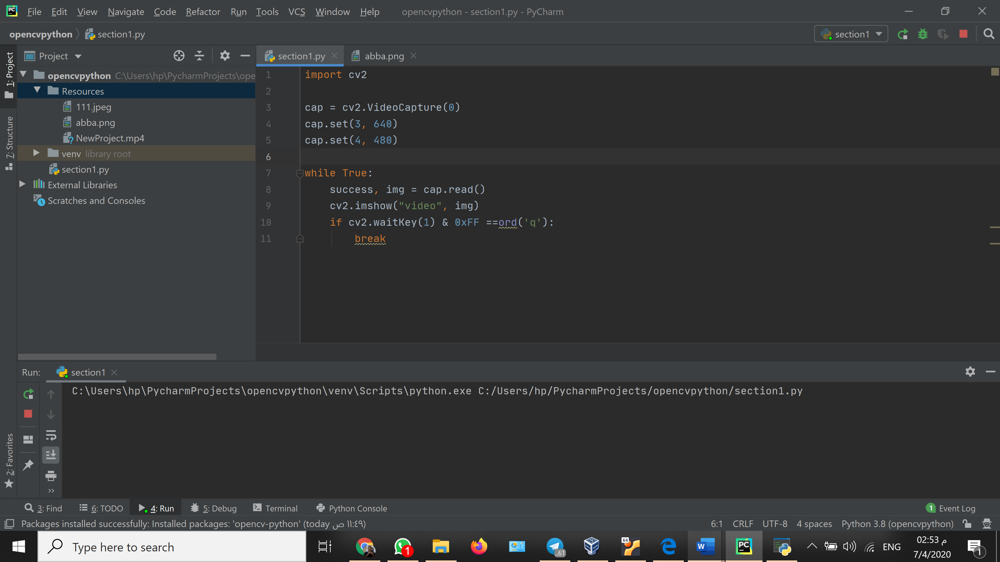 File Edit View Navigate Code Refactor Run Tools VCS Window Help opencvpython - section1.py - PyCharm
opencvpython section1.py section1
1: Project
7: Structure
2: Favorites
Project
opencvpython C:\Users\hp\PycharmProjects\ope
Resources
111.jpeg
abba.png
NewProject.mp4
venv library root
section1.py
External Libraries
Scratches and Consoles
section1.py abba.png
1 import cv2
2
3 cap = cv2.VideoCapture(0)
4 cap.set(3, 640)
5 cap.set(4, 480)
6
7 while True:
8 success, img = cap.read()
9 cv2.imshow("video", img)
10 if cv2.waitKey(1) & 0xFF ==ord('q'):
11 break
Run: section1
C:\Users\hp\PycharmProjects\opencvpython\venv\Scripts\python.exe C:/Users/hp/PycharmProjects/opencvpython/section1.py
3: Find 6: TODO 4: Run 5: Debug Terminal Python Console 1 Event Log
Packages installed successfully: Installed packages: 'opencv-python' (today ص ١١:٤٩) 6:1 CRLF UTF-8 4 spaces Python 3.8 (opencvpython)
Type here to search 1 ..61 64 W PC ENG
02:53 م
7/4/2020
١